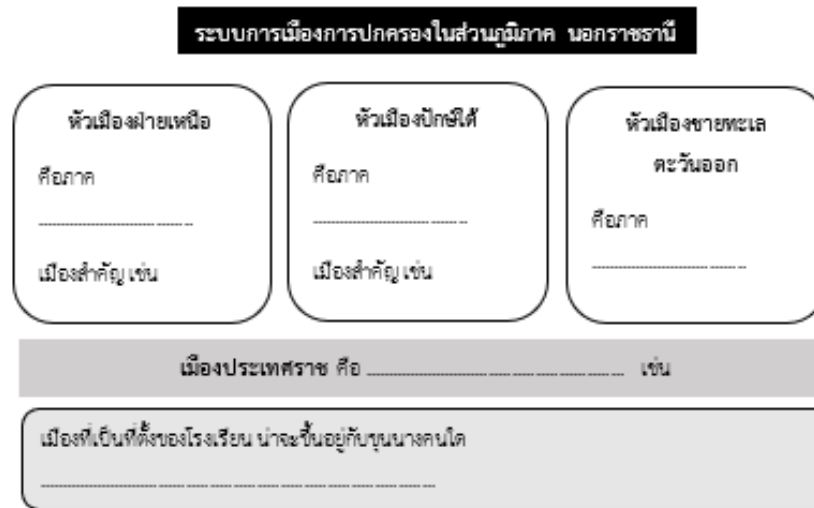 ระบบการเมืองการปกครองในส่วนภูมิภาค นอกราชธานี
หัวเมืองฝ่ายเหนือ
คือภาค
.......................................
เมืองสำคัญ เช่น
หัวเมืองปักษ์ใต้
คือภาค
.......................................
เมืองสำคัญ เช่น
หัวเมืองชายทะเล
ตะวันออก
คือภาค
.......................................
เมืองประเทศราช คือ ................................................................ เช่น
เมืองที่เป็นที่ตั้งของโรงเรียน น่าจะขึ้นอยู่กับขุนนางคนใด
....................................................................................................